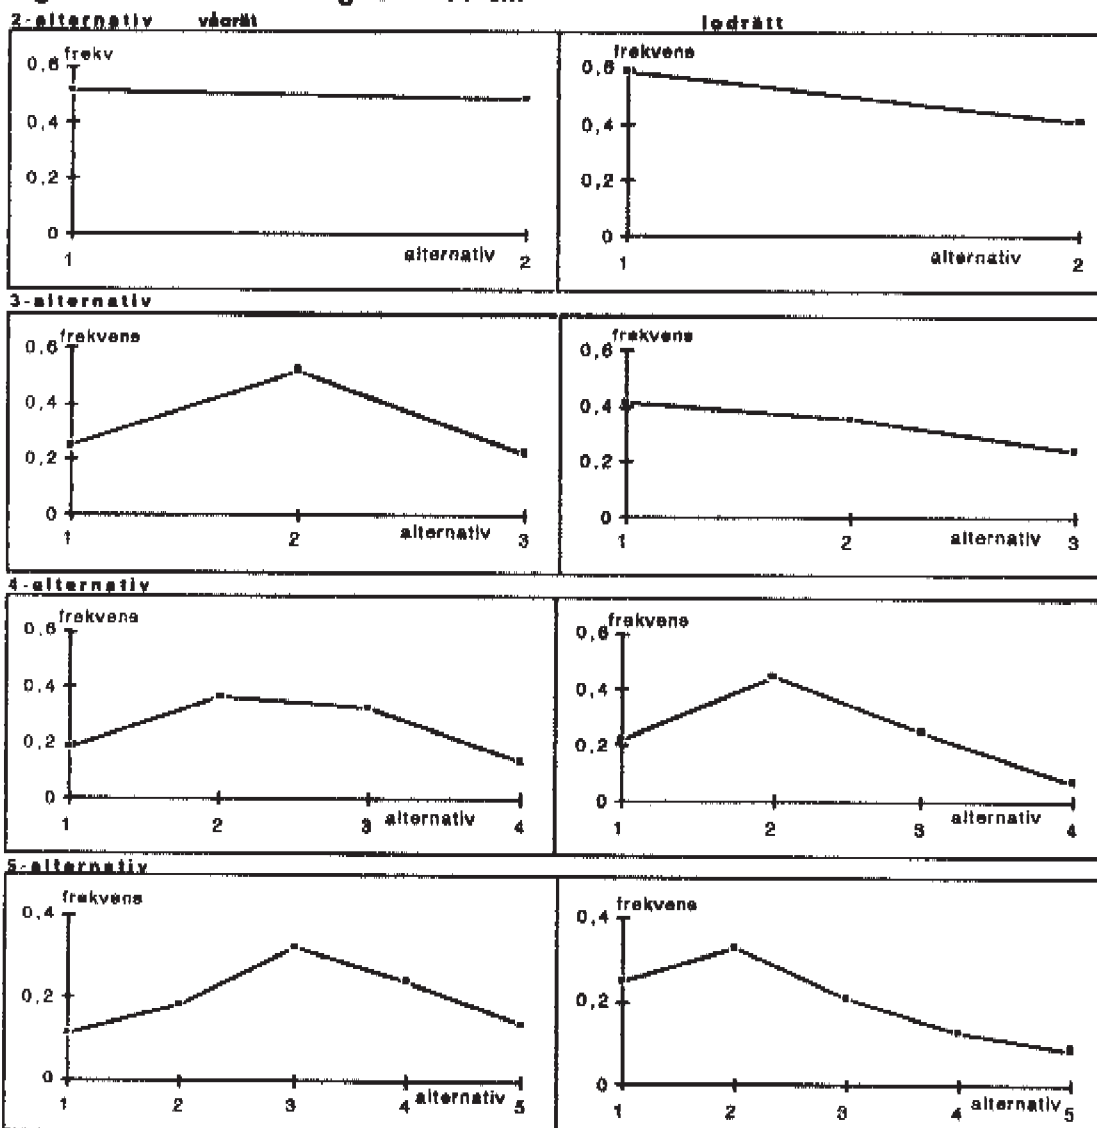 2-alternativ vågrät lodrätt
frekv
0,6
0,4
0,2
0
1 alternativ 2
frekvens
0,6
0,4
0,2
0
1 alternativ 2
3-alternativ
frekvens
0,6
0,4
0,2
0
1 2 alternativ 3
frekvens
0,6
0,4
0,2
0
1 2 alternativ 3
4-alternativ
frekvens
0,6
0,4
0,2
0
1 2 3 alternativ 4
frekvens
0,6
0,4
0,2
0
1 2 3 alternativ 4
5-alternativ
frekvens
0,4
0,2
0
1 2 3 4 alternativ 5
frekvens
0,4
0,2
0
1 2 3 4 alternativ 5